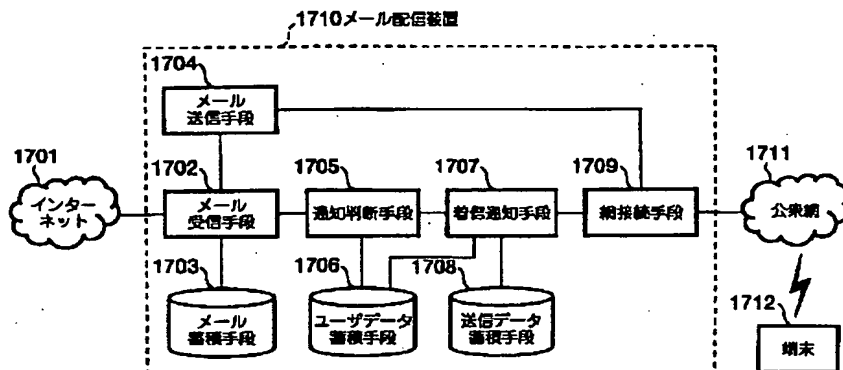 1710メール配信装置
1704
メール
送信手段
1701
インター
ネット
1702
メール
受信手段
1705
通知判断手段
1707
着信通知手段
1709
網接続手段
1711
公衆網
1703
メール
蓄積手段
1706
ユーザデータ
蓄積手段
1708
送信データ
蓄積手段
1712
端末